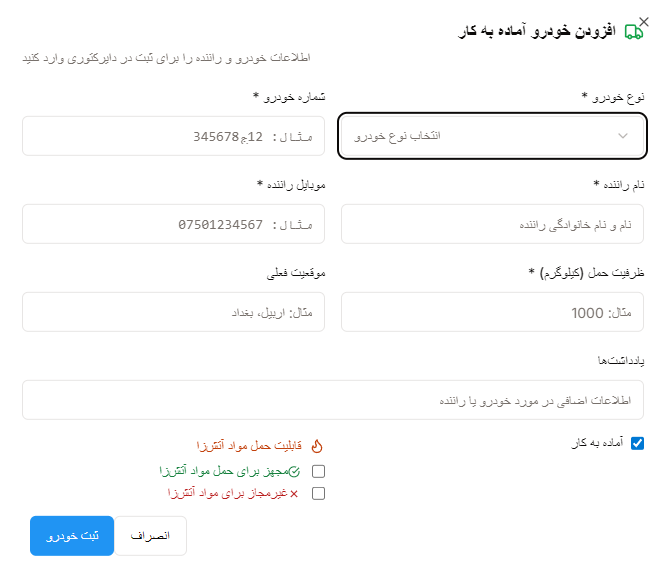 افزودن خودرو آماده به کار
اطلاعات خودرو و راننده را برای ثبت در دایرکتوری وارد کنید
نوع خودرو *
انتخاب نوع خودرو
شماره خودرو *
مثال: 12ج345678
نام راننده *
نام و نام خانوادگی راننده
موبایل راننده *
مثال: 07501234567
ظرفیت حمل (کیلوگرم) *
مثال: 1000
موقعیت فعلی
مثال: اربیل، بغداد
یادداشت‌ها
اطلاعات اضافی در مورد خودرو یا راننده
آماده به کار
قابلیت حمل مواد آتش‌زا
مجهز برای حمل مواد آتش‌زا
غیرمجاز برای مواد آتش‌زا
انصراف
ثبت خودرو